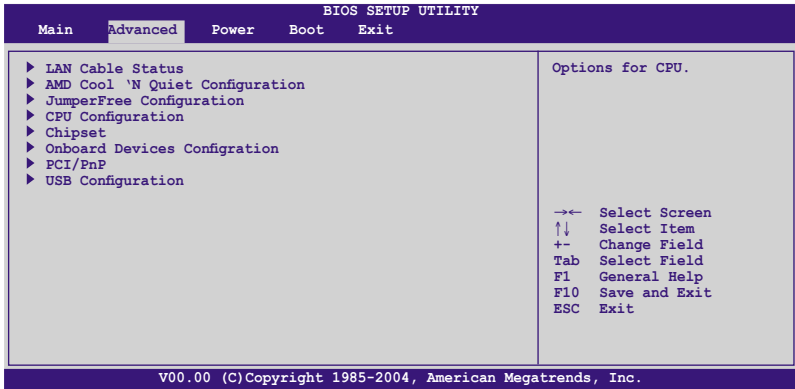 BIOS SETUP UTILITY
Main Advanced Power Boot Exit
LAN Cable Status
AMD Cool ‘N Quiet Configuration
JumperFree Configuration
CPU Configuration
Chipset
Onboard Devices Configration
PCI/PnP
USB Configuration
Options for CPU.
→← Select Screen
↑↓ Select Item
+- Change Field
Tab Select Field
F1 General Help
F10 Save and Exit
ESC Exit
V00.00 (C)Copyright 1985-2004, American Megatrends, Inc.